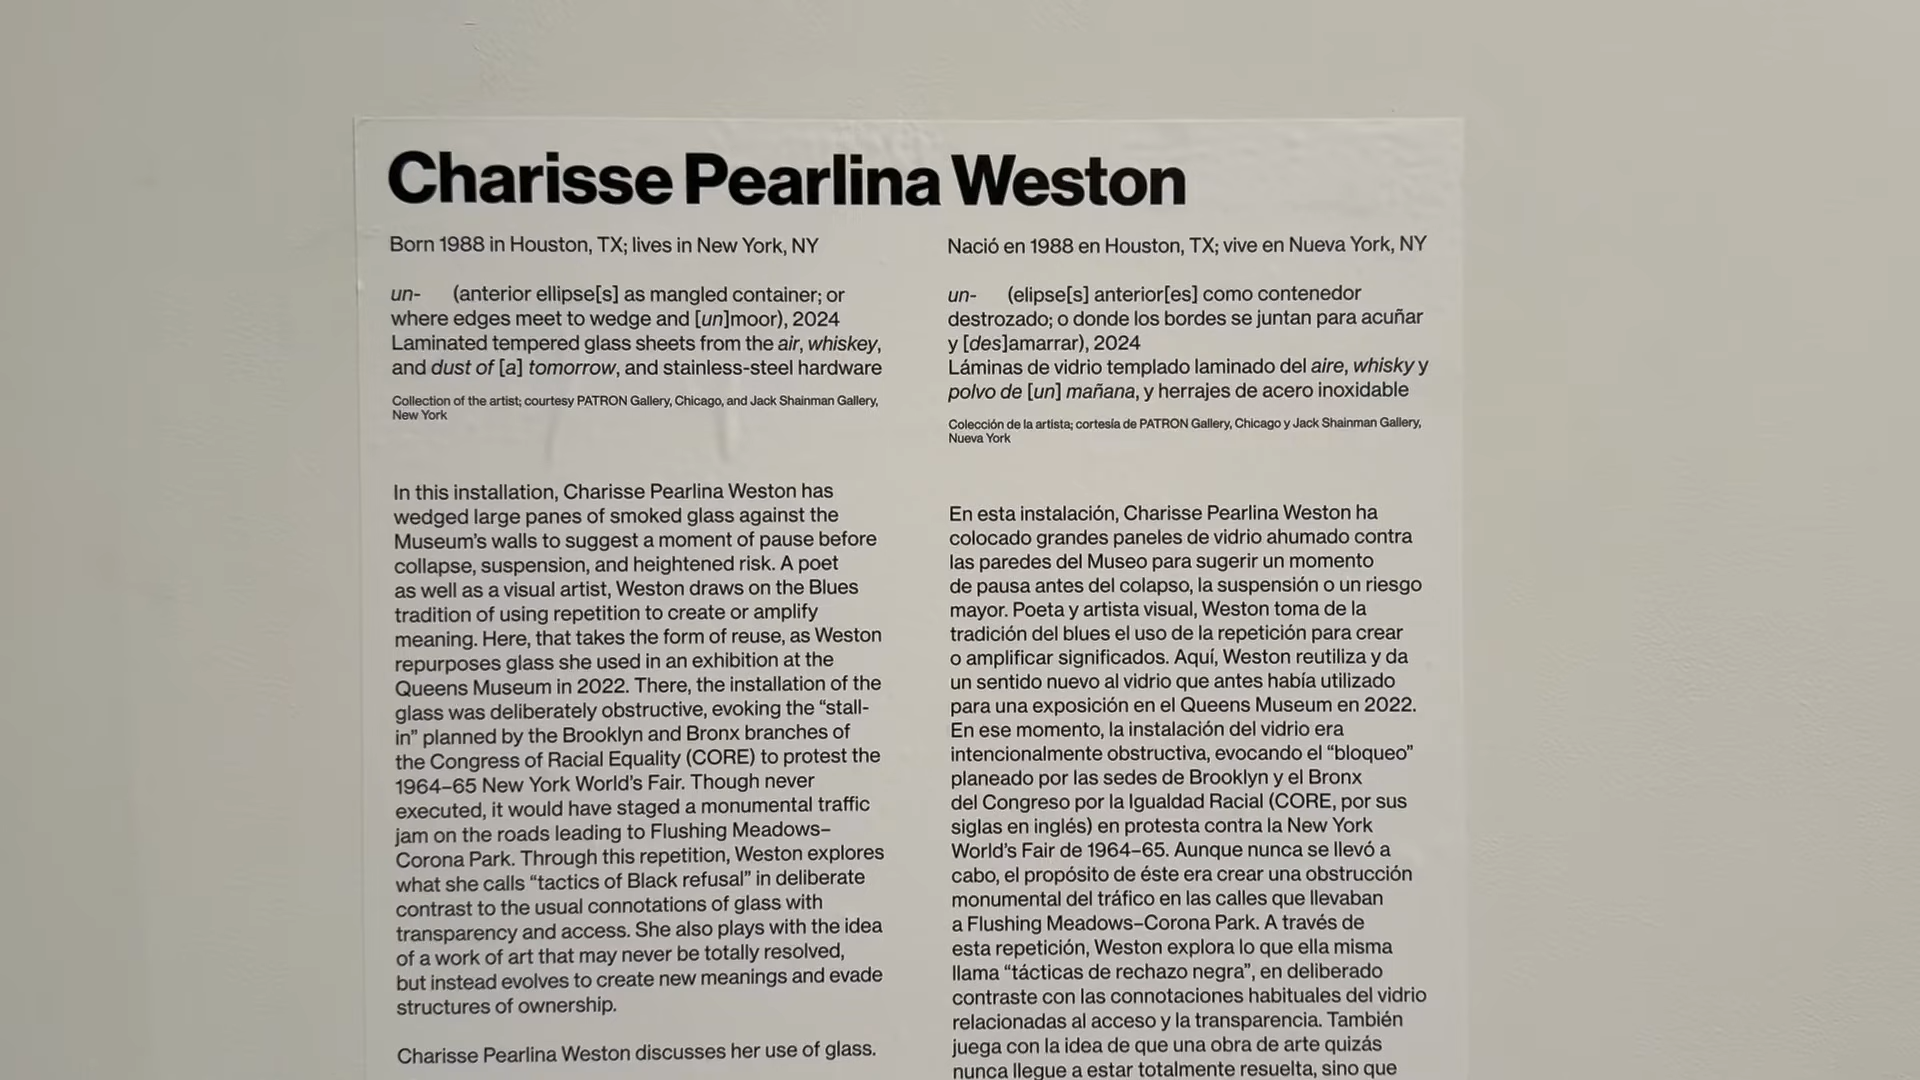 Charisse Pearlina Weston
Born 1988 in Houston, TX; lives in New York, NY
un- (anterior ellipse[s] as mangled container; or
where edges meet to wedge and [un]moor), 2024
Laminated tempered glass sheets from the air, whiskey,
and dust of [a] tomorrow, and stainless-steel hardware
Collection of the artist; courtesy PATRON Gallery, Chicago, and Jack Shainman Gallery,
New York
In this installation, Charisse Pearlina Weston has
wedged large panes of smoked glass against the
Museum’s walls to suggest a moment of pause before
collapse, suspension, and heightened risk. A poet
as well as a visual artist, Weston draws on the Blues
tradition of using repetition to create or amplify
meaning. Here, that takes the form of reuse, as Weston
repurposes glass she used in an exhibition at the
Queens Museum in 2022. There, the installation of the
glass was deliberately obstructive, evoking the “stall-
in” planned by the Brooklyn and Bronx branches of
the Congress of Racial Equality (CORE) to protest the
1964–65 New York World’s Fair. Though never
executed, it would have staged a monumental traffic
jam on the roads leading to Flushing Meadows–
Corona Park. Through this repetition, Weston explores
what she calls “tactics of Black refusal” in deliberate
contrast to the usual connotations of glass with
transparency and access. She also plays with the idea
of a work of art that may never be totally resolved,
but instead evolves to create new meanings and evade
structures of ownership.
Charisse Pearlina Weston discusses her use of glass.
Nació en 1988 en Houston, TX; vive en Nueva York, NY
un- (elipse[s] anterior[es] como contenedor
destrozado; o donde los bordes se juntan para acuñar
y [des]amarrar), 2024
Láminas de vidrio templado laminado del aire, whisky y
polvo de [un] mañana, y herrajes de acero inoxidable
Colección de la artista; cortesía de PATRON Gallery, Chicago y Jack Shainman Gallery,
Nueva York
En esta instalación, Charisse Pearlina Weston ha
colocado grandes paneles de vidrio ahumado contra
las paredes del Museo para sugerir un momento
de pausa antes del colapso, la suspensión o un riesgo
mayor. Poeta y artista visual, Weston toma de la
tradición del blues el uso de la repetición para crear
o amplificar significados. Aquí, Weston reutiliza y da
un sentido nuevo al vidrio que antes había utilizado
para una exposición en el Queens Museum en 2022.
En ese momento, la instalación del vidrio era
intencionalmente obstructiva, evocando el “bloqueo”
planeado por las sedes de Brooklyn y el Bronx
del Congreso por la Igualdad Racial (CORE, por sus
siglas en inglés) en protesta contra la New York
World’s Fair de 1964–65. Aunque nunca se llevó a
cabo, el propósito de éste era crear una obstrucción
monumental del tráfico en las calles que llevaban
a Flushing Meadows–Corona Park. A través de
esta repetición, Weston explora lo que ella misma
llama “tácticas de rechazo negra”, en deliberado
contraste con las connotaciones habituales del vidrio
relacionadas al acceso y la transparencia. También
juega con la idea de que una obra de arte quizás
nunca llegue a estar totalmente resuelta, sino que